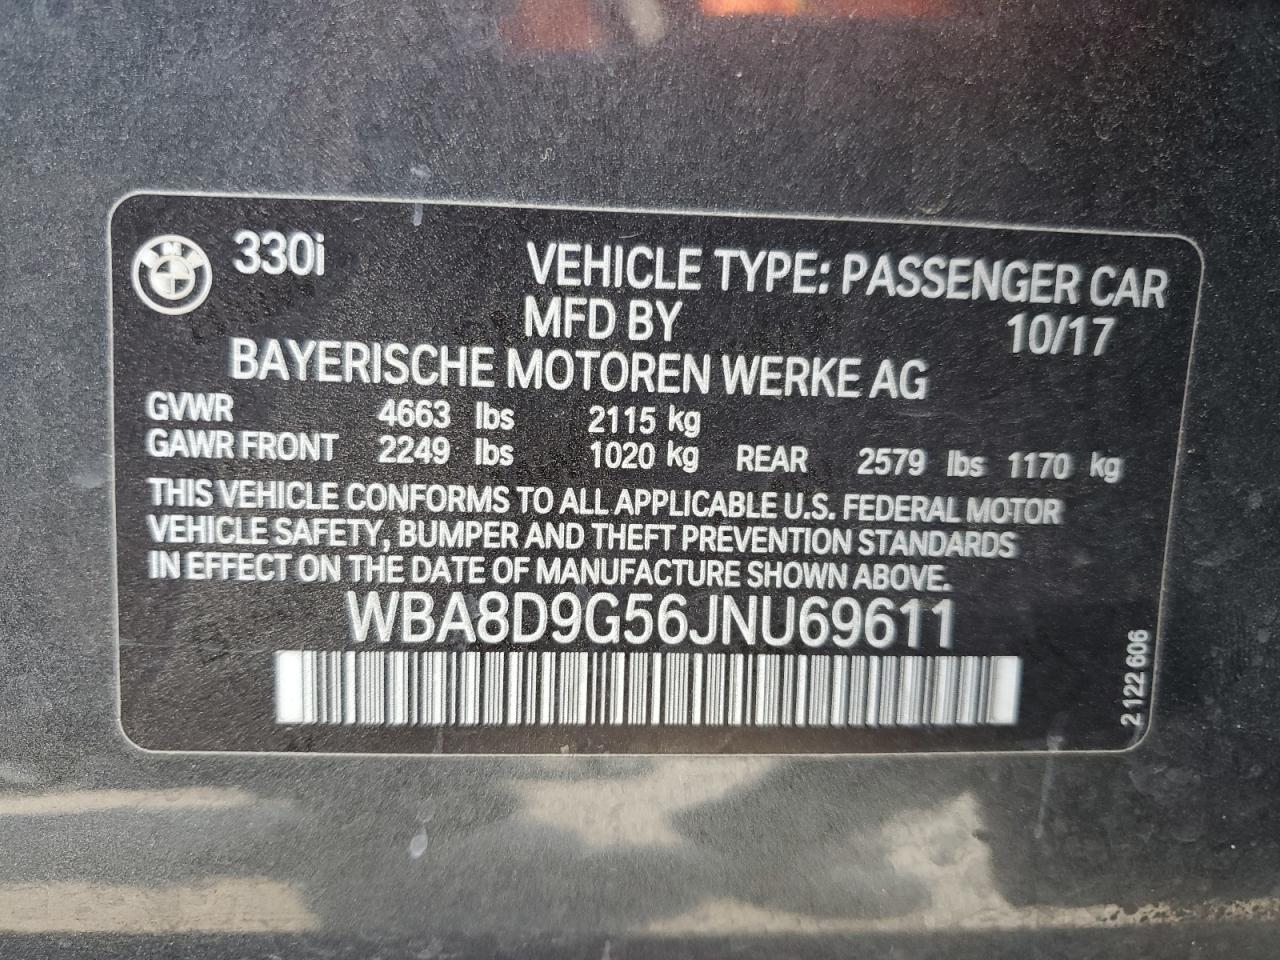 330i
VEHICLE TYPE: PASSENGER CAR
MFD BY 10/17
BAYERISCHE MOTOREN WERKE AG
GVWR 4663 lbs 2115 kg
GAWR FRONT 2249 lbs 1020 kg REAR 2579 lbs 1170 kg
THIS VEHICLE CONFORMS TO ALL APPLICABLE U.S. FEDERAL MOTOR
VEHICLE SAFETY, BUMPER AND THEFT PREVENTION STANDARDS
IN EFFECT ON THE DATE OF MANUFACTURE SHOWN ABOVE.
WBA8D9G56JNU69611
2 122 606